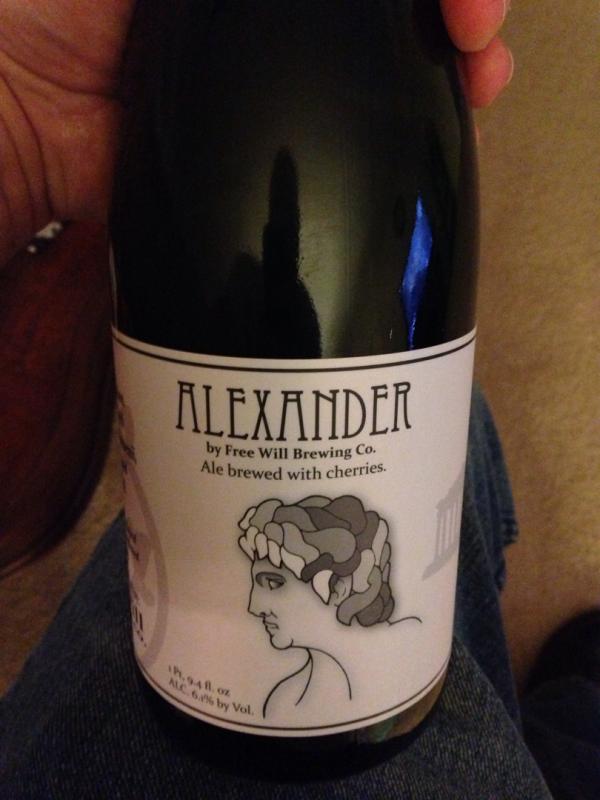 ALEXANDER
by Free Will Brewing Co.
Ale brewed with cherries.
1 Pt. 9.4 fl. oz
ALC. 6.1% by Vol.